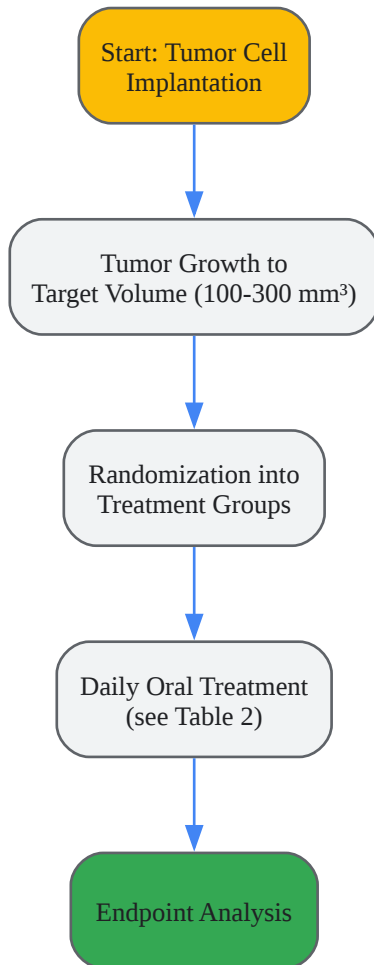 Start: Tumor Cell
Implantation
Tumor Growth to
Target Volume (100-300 mm³)
Randomization into
Treatment Groups
Daily Oral Treatment
(see Table 2)
Endpoint Analysis